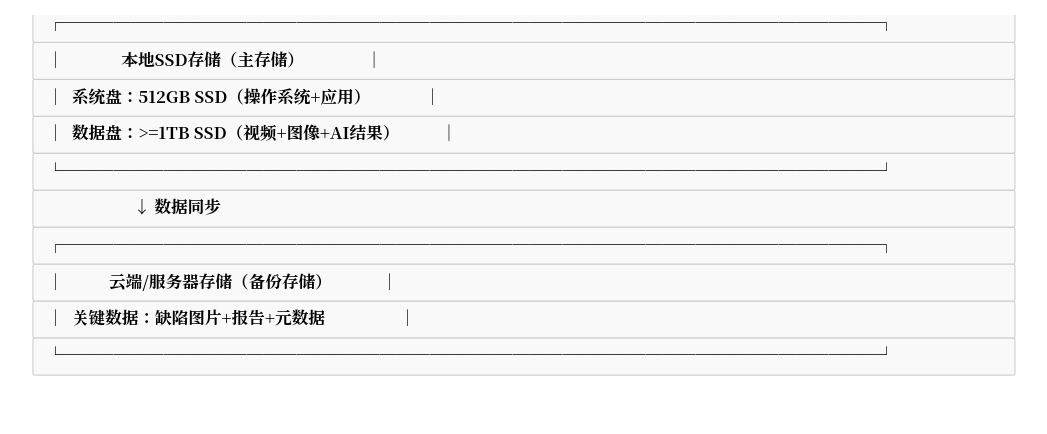 本地SSD存储（主存储）
系统盘：512GB SSD（操作系统+应用）
数据盘：>=1TB SSD（视频+图像+AI结果）
↓ 数据同步
云端/服务器存储（备份存储）
关键数据：缺陷图片+报告+元数据